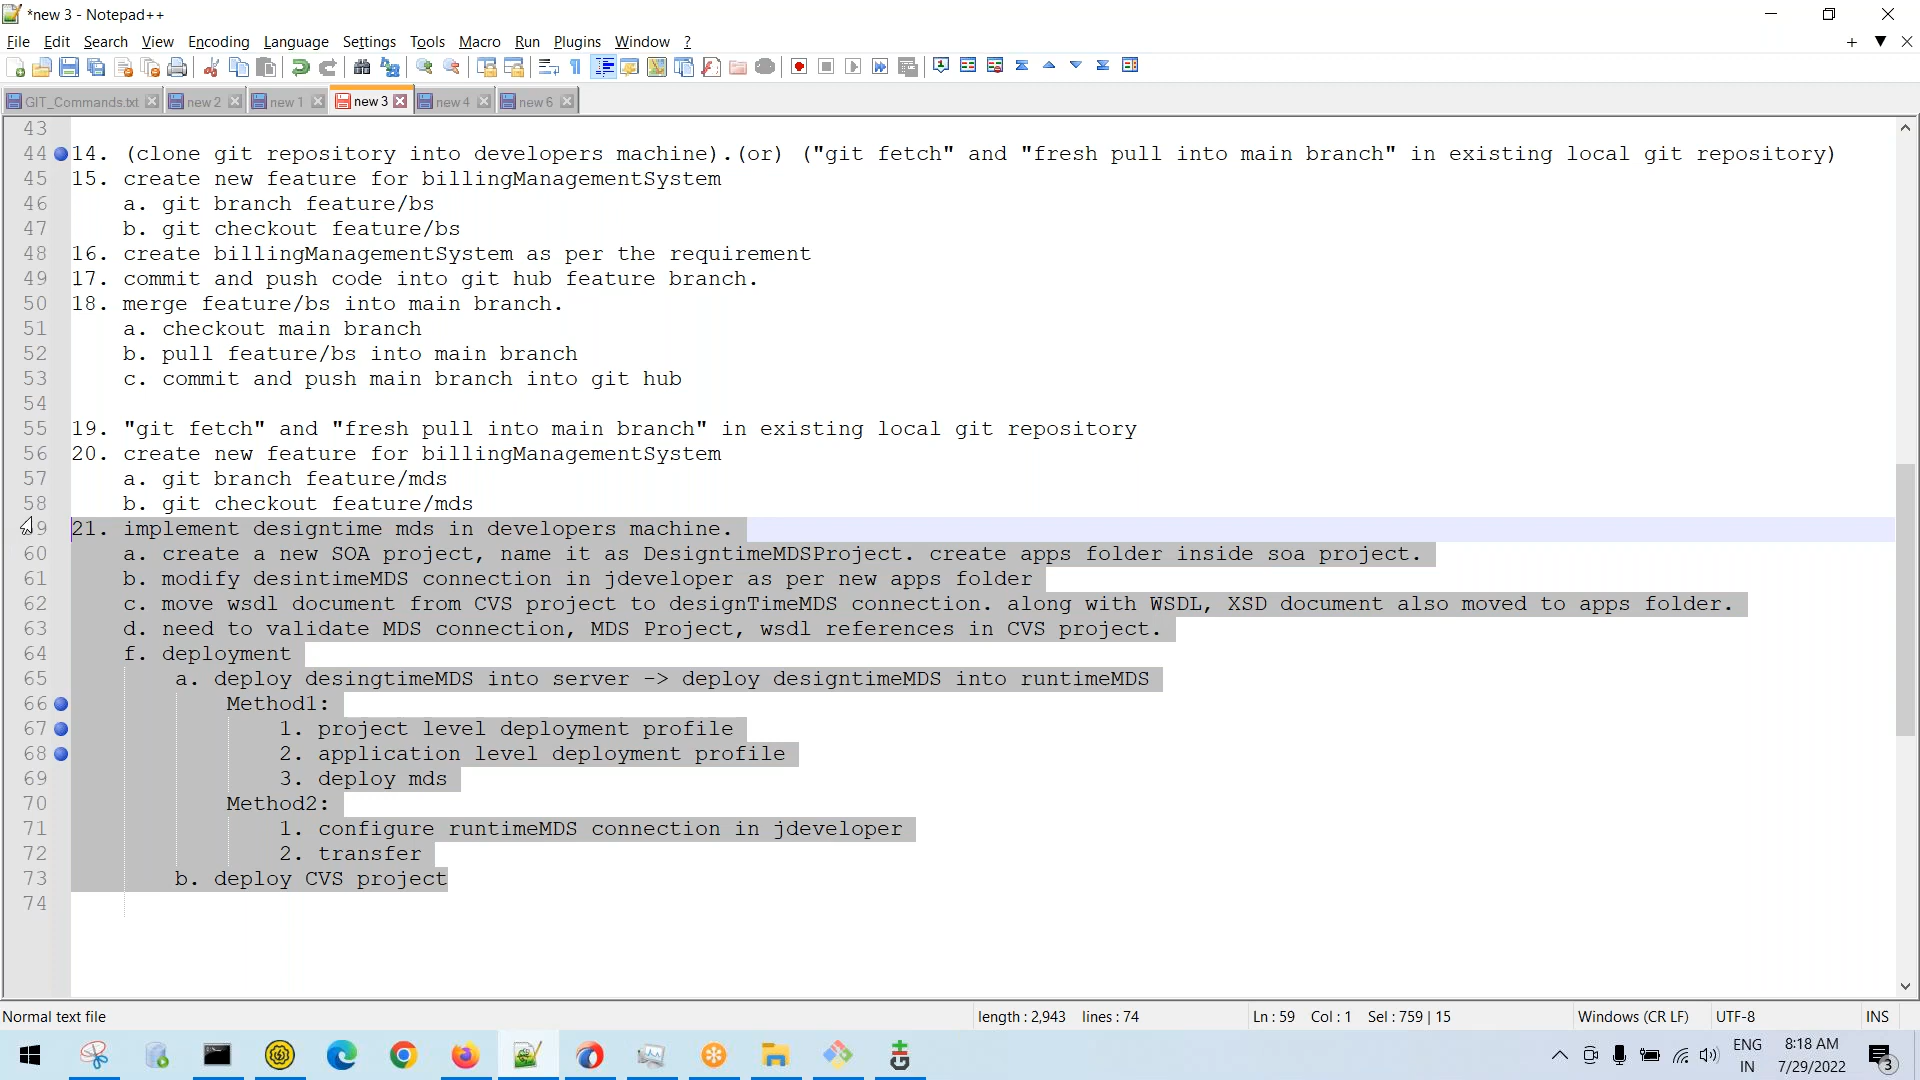 *new 3 - Notepad++
File Edit Search View Encoding Language Settings Tools Macro Run Plugins Window ?
GIT_Commands.txt new 2 new 1 new 3 new 4 new 6
43
44 14. (clone git repository into developers machine).(or) ("git fetch" and "fresh pull into main branch" in existing local git repository)
45 15. create new feature for billingManagementSystem
46 a. git branch feature/bs
47 b. git checkout feature/bs
48 16. create billingManagementSystem as per the requirement
49 17. commit and push code into git hub feature branch.
50 18. merge feature/bs into main branch.
51 a. checkout main branch
52 b. pull feature/bs into main branch
53 c. commit and push main branch into git hub
54
55 19. "git fetch" and "fresh pull into main branch" in existing local git repository
56 20. create new feature for billingManagementSystem
57 a. git branch feature/mds
58 b. git checkout feature/mds
9 21. implement designtime mds in developers machine.
60 a. create a new SOA project, name it as DesigntimeMDSProject. create apps folder inside soa project.
61 b. modify desintimeMDS connection in jdeveloper as per new apps folder
62 c. move wsdl document from CVS project to designTimeMDS connection. along with WSDL, XSD document also moved to apps folder.
63 d. need to validate MDS connection, MDS Project, wsdl references in CVS project.
64 f. deployment
65 a. deploy desingtimeMDS into server -> deploy designtimeMDS into runtimeMDS
66 Method1:
67 1. project level deployment profile
68 2. application level deployment profile
69 3. deploy mds
70 Method2:
71 1. configure runtimeMDS connection in jdeveloper
72 2. transfer
73 b. deploy CVS project
74
Normal text file length : 2,943 lines : 74 Ln : 59 Col : 1 Sel : 759 | 15 Windows (CR LF) UTF-8 INS
ENG 8:18 AM
IN 7/29/2022 3